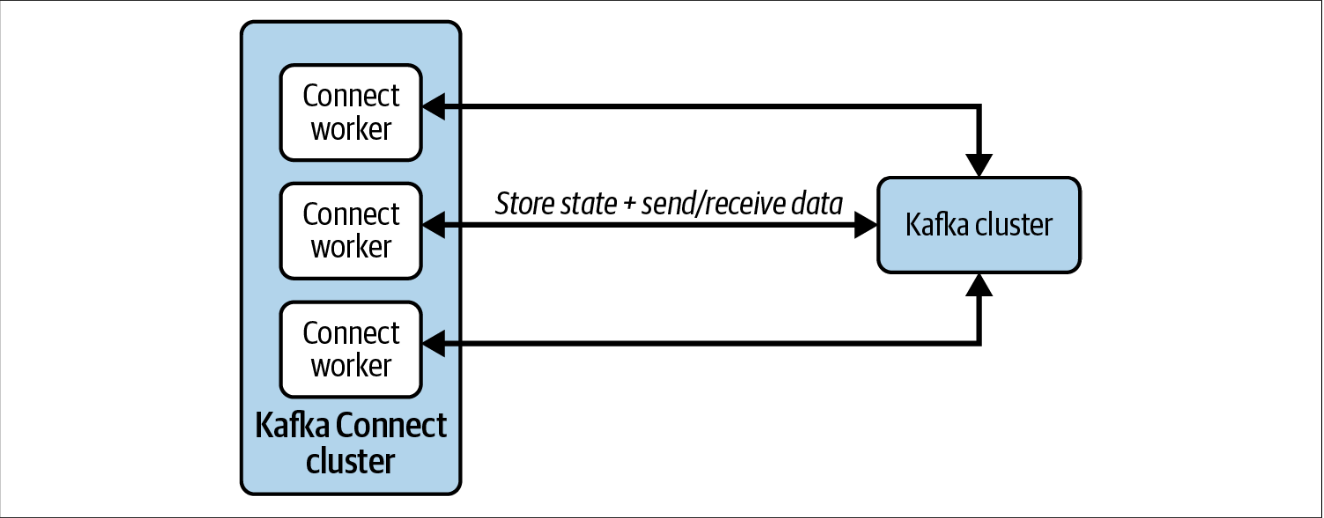 Connect
worker
Connect
worker
Store state + send/receive data
Kafka cluster
Connect
worker
Kafka Connect
cluster